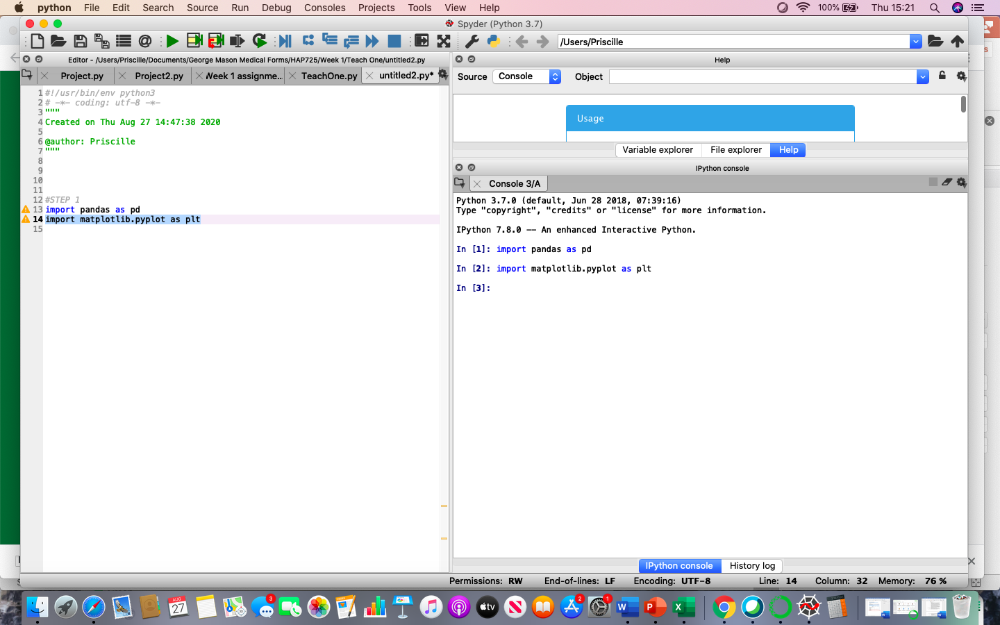 python File Edit Search Source Run Debug Consoles Projects Tools View Help 100% Thu 15:21
Spyder (Python 3.7)
/Users/Priscille
Editor - /Users/Priscille/Documents/George Mason Medical Forms/HAP725/Week 1/Teach One/untitled2.py
Project.py Project2.py Week 1 assignme... TeachOne.py untitled2.py*
1 #!/usr/bin/env python3
2 # -*- coding: utf-8 -*-
3 """
4 Created on Thu Aug 27 14:47:38 2020
5
6 @author: Priscille
7 """
8
9
10
11
12 #STEP 1
13 import pandas as pd
14 import matplotlib.pyplot as plt
15
Help
Source Console Object
Usage
Variable explorer File explorer Help
IPython console
Console 3/A
Python 3.7.0 (default, Jun 28 2018, 07:39:16)
Type "copyright", "credits" or "license" for more information.
IPython 7.8.0 -- An enhanced Interactive Python.
In [1]: import pandas as pd
In [2]: import matplotlib.pyplot as plt
In [3]:
IPython console History log
Permissions: RW End-of-lines: LF Encoding: UTF-8 Line: 14 Column: 32 Memory: 76 %
AUG
27
3
tv
2
1
W
P
X